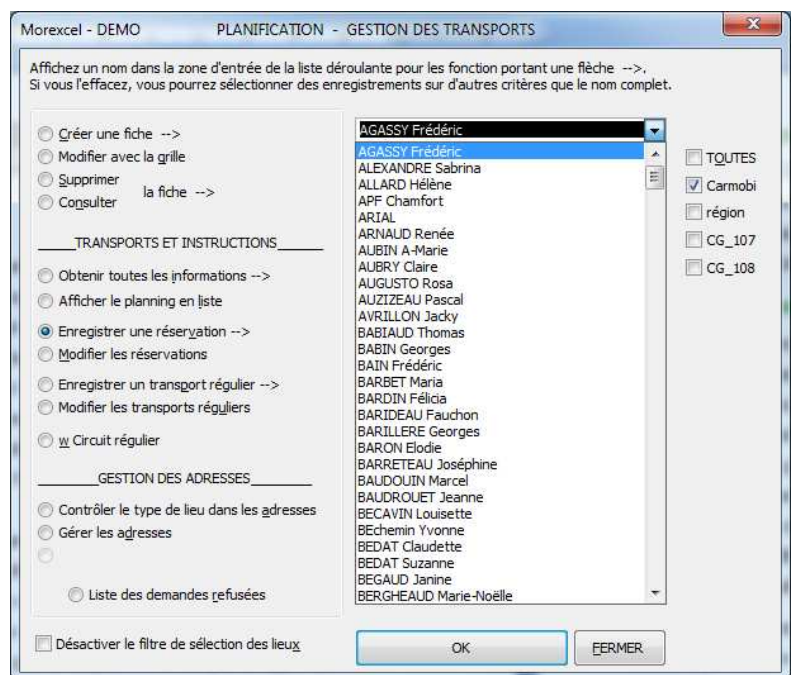 Morexcel - DEMO PLANIFICATION - GESTION DES TRANSPORTS
Affichez un nom dans la zone d'entrée de la liste déroulante pour les fonction portant une flèche -->.
Si vous l'effacez, vous pourrez sélectionner des enregistrements sur d'autres critères que le nom complet.
Créer une fiche -->
Modifier avec la grille
Supprimer
la fiche -->
Consulter
_____TRANSPORTS ET INSTRUCTIONS_____
Obtenir toutes les informations -->
Afficher le planning en liste
Enregistrer une réservation -->
Modifier les réservations
Enregistrer un transport régulier -->
Modifier les transports réguliers
w Circuit régulier
_______GESTION DES ADRESSES_______
Contrôler le type de lieu dans les adresses
Gérer les adresses
Liste des demandes refusées
Désactiver le filtre de sélection des lieux
AGASSY Frédéric
AGASSY Frédéric
ALEXANDRE Sabrina
ALLARD Hélène
APF Chamfort
ARIAL
ARNAUD Renée
AUBIN A-Marie
AUBRY Claire
AUGUSTO Rosa
AUZIZEAU Pascal
AVRILLON Jacky
BABIAUD Thomas
BABIN Georges
BAIN Frédéric
BARBET Maria
BARDIN Félicia
BARIDEAU Fauchon
BARILLERE Georges
BARON Elodie
BARRETEAU Joséphine
BAUDOUIN Marcel
BAUDROUET Jeanne
BECAVIN Louisette
BEchemin Yvonne
BEDAT Claudette
BEDAT Suzanne
BEGAUD Janine
BERGHEAUD Marie-Noëlle
TOUTES
Carmobi
région
CG_107
CG_108
OK
FERMER